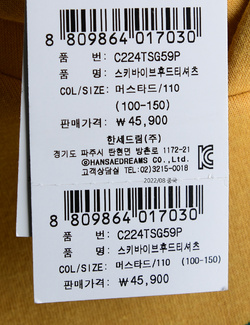 8 809864 017030
품 번: C224TSG59P
품 명: 스키바이브후드티셔츠
COL/SIZE: 머스타드/110
(100-150)
판매가격: ₩ 45,900
한세드림(주)
경기도 파주시 탄현면 방촌로 1172-21
@HANSAEDREAMS CO.,Ltd.
고객상담실 TEL:02)3215-0018
2022/08 중국
8 809864 017030
품 번: C224TSG59P
품 명: 스키바이브후드티셔츠
COL/SIZE: 머스타드/110 (100-150)
판매가격: ₩ 45,900